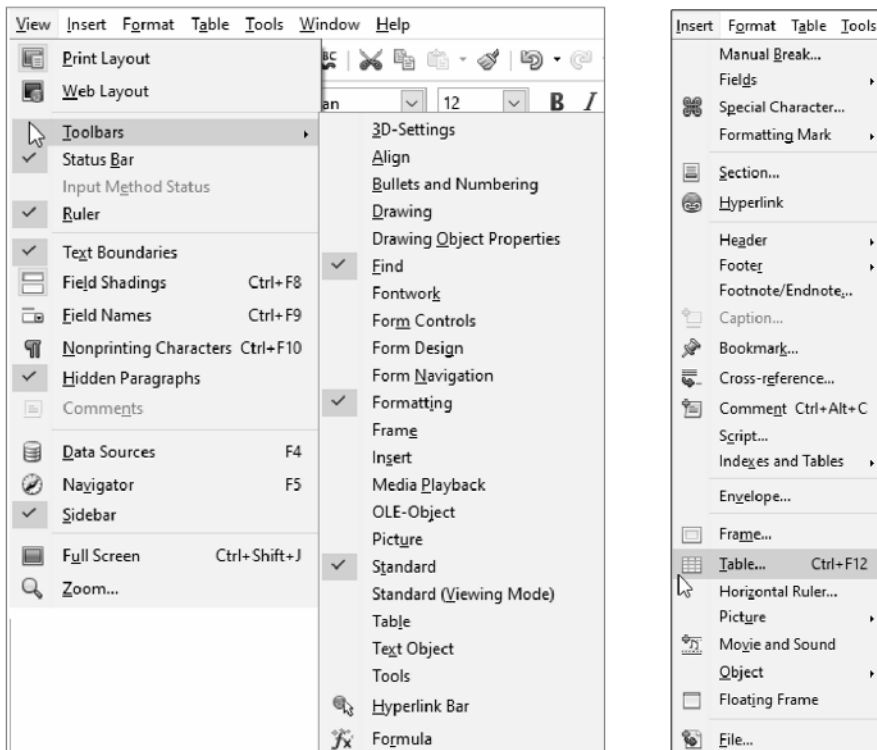 View Insert Format Table Tools Window Help
Print Layout
Web Layout
Toolbars
Status Bar
Input Method Status
Ruler
Text Boundaries
Field Shadings Ctrl+F8
Field Names Ctrl+F9
Nonprinting Characters Ctrl+F10
Hidden Paragraphs
Comments
Data Sources F4
Navigator F5
Sidebar
Full Screen Ctrl+Shift+J
Zoom...
an 12 B I
3D-Settings
Align
Bullets and Numbering
Drawing
Drawing Object Properties
Find
Fontwork
Form Controls
Form Design
Form Navigation
Formatting
Frame
Insert
Media Playback
OLE-Object
Picture
Standard
Standard (Viewing Mode)
Table
Text Object
Tools
Hyperlink Bar
Formula
Insert Format Table Tools
Manual Break...
Fields
Special Character...
Formatting Mark
Section...
Hyperlink
Header
Footer
Footnote/Endnote...
Caption...
Bookmark...
Cross-reference...
Comment Ctrl+Alt+C
Script...
Indexes and Tables
Envelope...
Frame...
Table... Ctrl+F12
Horizontal Ruler...
Picture
Movie and Sound
Object
Floating Frame
File...